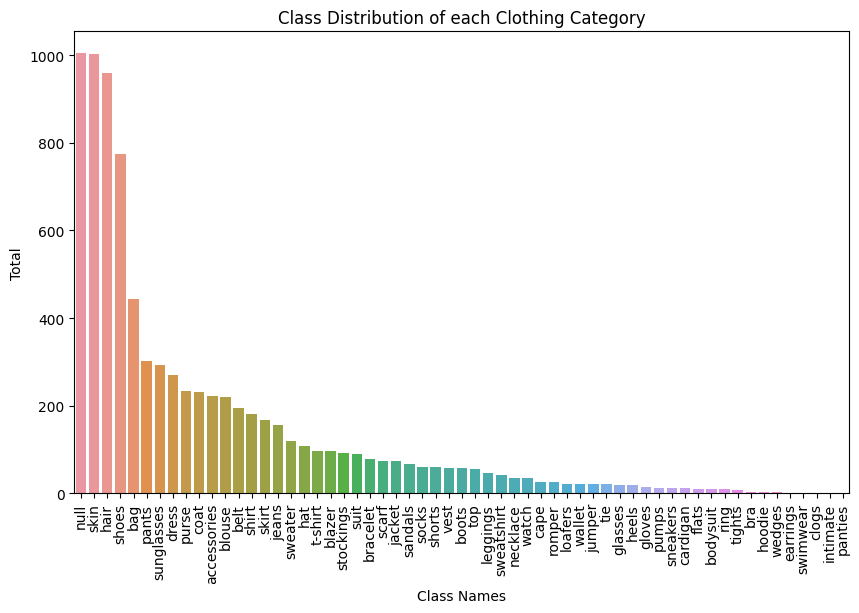 Class Distribution of each Clothing Category
1000
800
600
400
200
0
Total
null
skin
hair
shoes
bag
pants
sunglasses
dress
purse
coat
accessories
blouse
belt
shirt
skirt
jeans
sweater
hat
t-shirt
blazer
stockings
suit
bracelet
scarf
jacket
sandals
socks
shorts
vest
boots
top
leggings
sweatshirt
necklace
watch
cape
romper
loafers
wallet
jumper
tie
glasses
heels
gloves
pumps
sneakers
cardigan
flats
bodysuit
ring
tights
bra
hoodie
wedges
earrings
swimwear
clogs
intimate
panties
Class Names